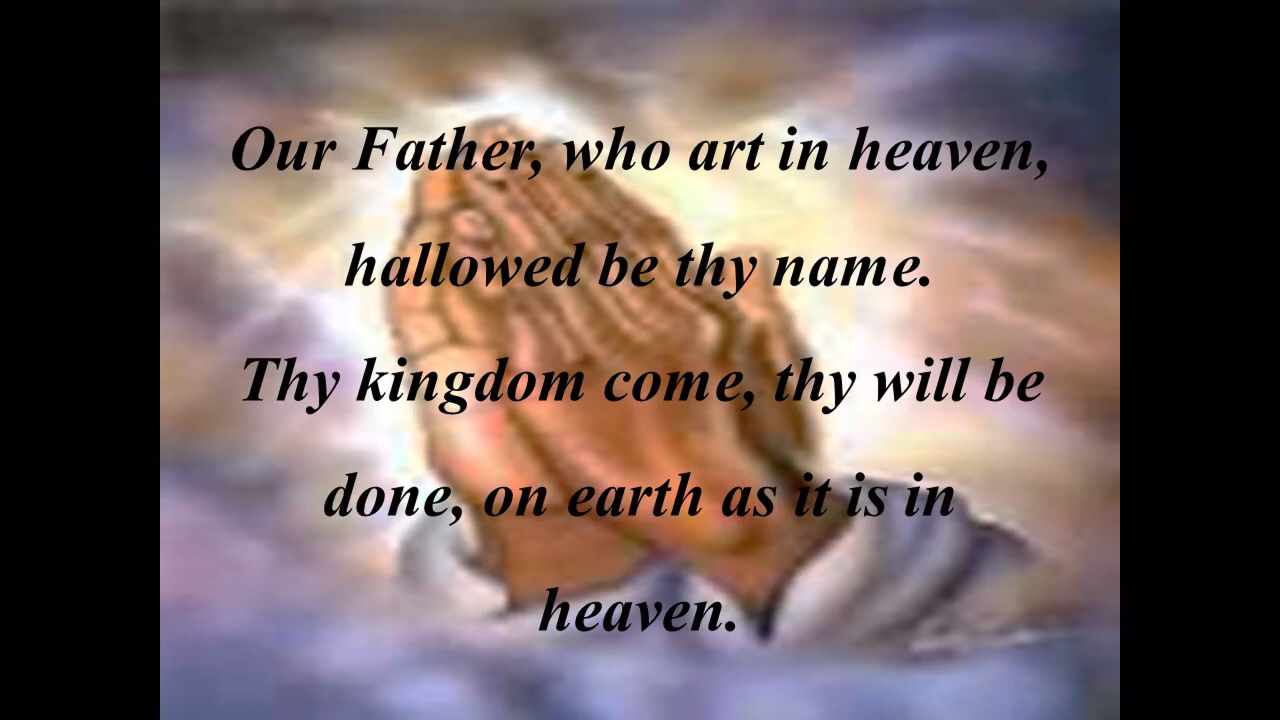 Our Father, who art in heaven,
hallowed be thy name.
Thy kingdom come, thy will be
done, on earth as it is in
heaven.